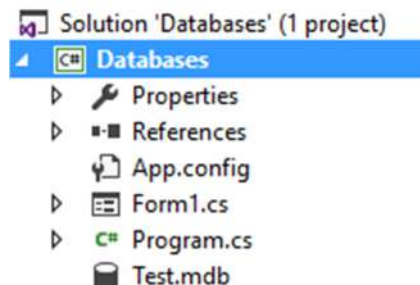 Solution 'Databases' (1 project)
C# Databases
Properties
References
App.config
Form1.cs
C# Program.cs
Test.mdb